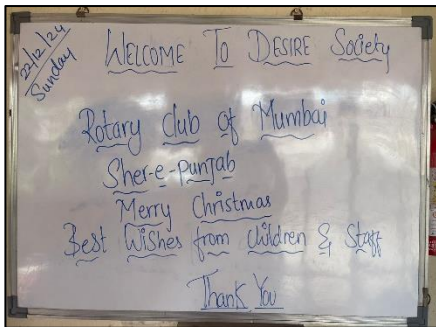 22/12/24
Sunday
WELCOME TO DESIRE Society
Rotary club of Mumbai
Sher-e-punjab
Merry Christmas
Best Wishes from children & Staff
Thank You